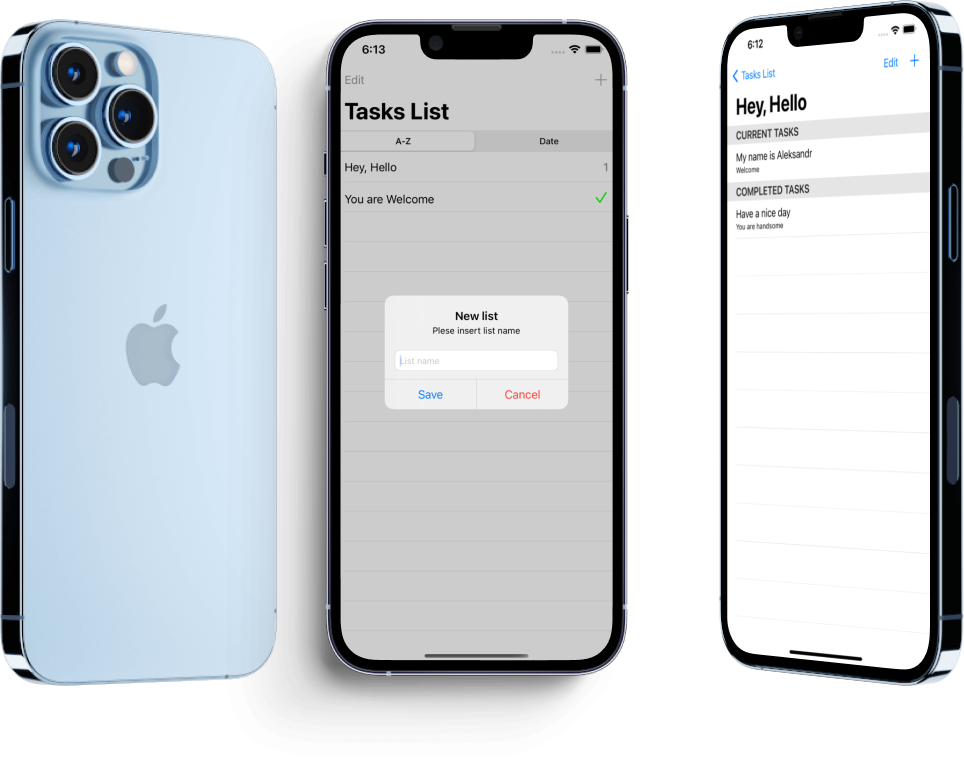 6:13
Edit
+
Tasks List
A-Z
Date
Hey, Hello
1
You are Welcome
New list
Plese insert list name
List name
Save
Cancel
6:12
Tasks List
Edit
+
Hey, Hello
CURRENT TASKS
My name is Aleksandr
Welcome
COMPLETED TASKS
Have a nice day
You are handsome